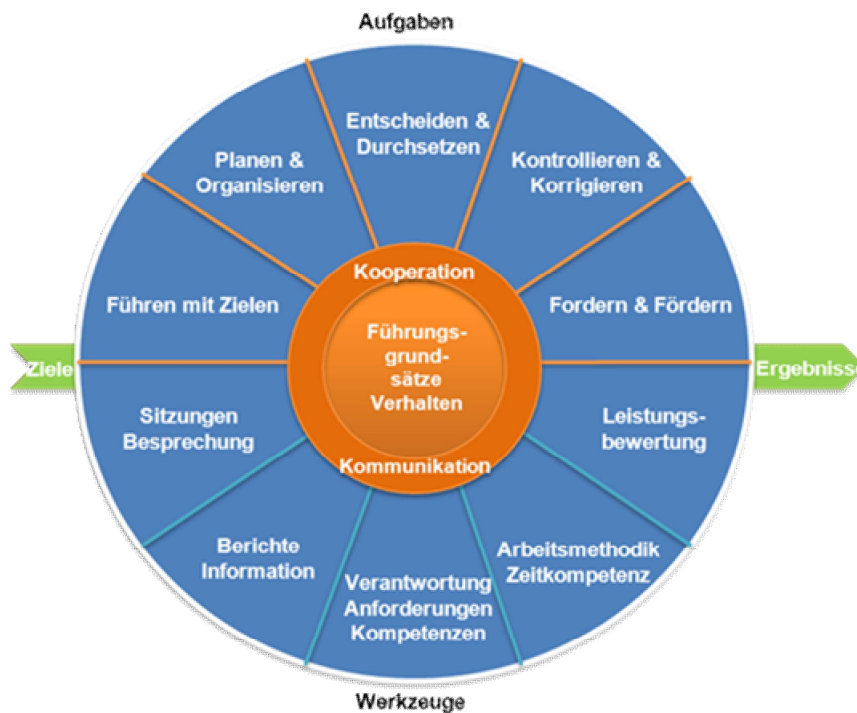 Aufgaben
Entscheiden &
Durchsetzen
Planen &
Organisieren
Kontrollieren &
Korrigieren
Kooperation
Führen mit Zielen
Fordern & Fördern
Führungs-
grund-
sätze
Verhalten
Ziele
Ergebnisse
Sitzungen
Besprechung
Leistungs-
bewertung
Kommunikation
Berichte
Information
Arbeitsmethodik
Zeitkompetenz
Verantwortung
Anforderungen
Kompetenzen
Werkzeuge